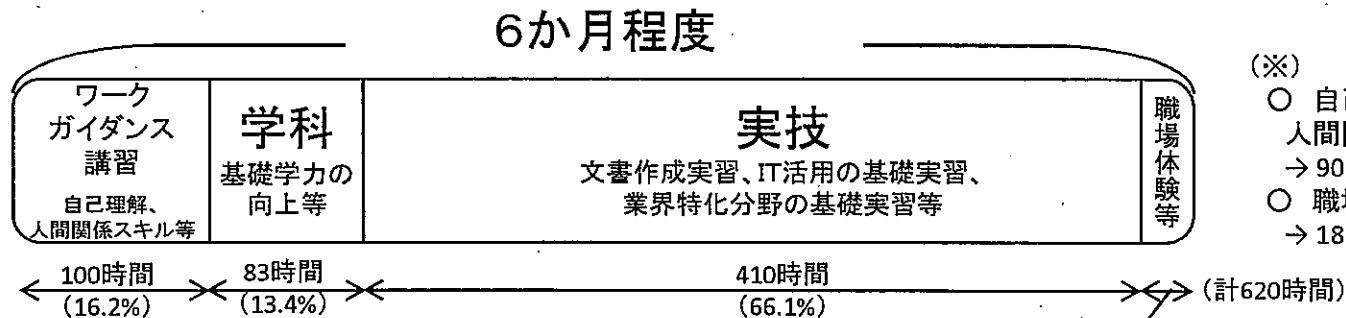 6か月程度
ワーク
ガイダンス
講習
自己理解、
人間関係スキル等
学科
基礎学力の
向上等
実技
文書作成実習、IT活用の基礎実習、
業界特化分野の基礎実習等
職場体験等
100時間
(16.2%)
83時間
(13.4%)
410時間
(66.1%)
(計620時間)
(※)
○ 自己
人間関
→ 90
○ 職場
→ 18